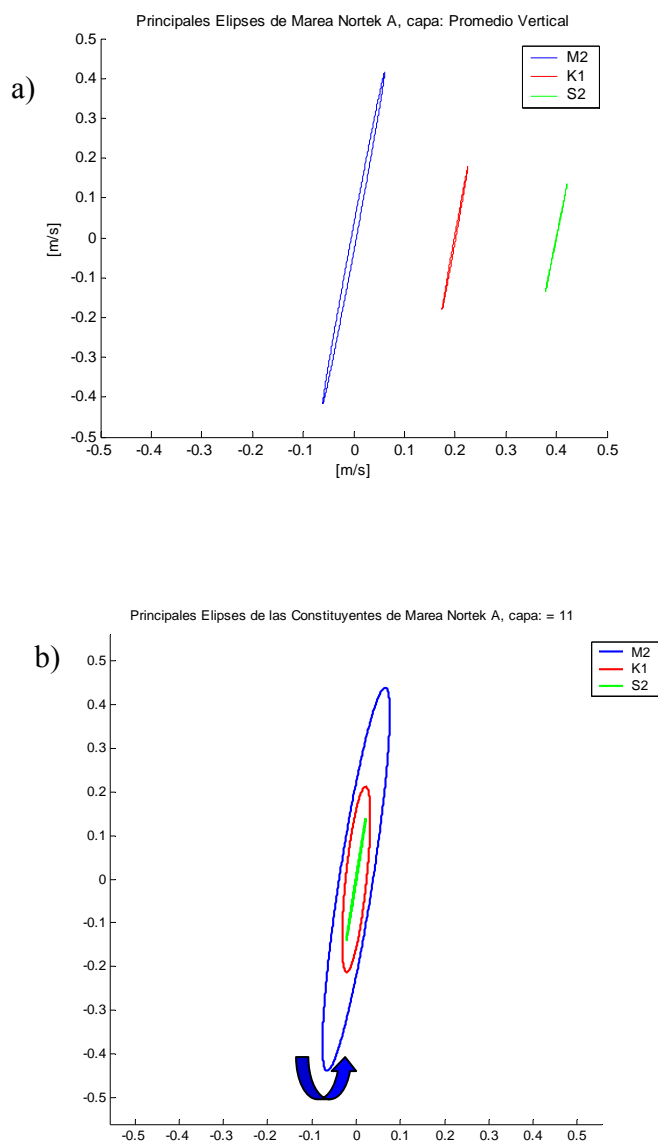 Principales Elipses de Marea Nortek A, capa: Promedio Vertical
a)
M2
K1
S2
0.5
0.4
0.3
0.2
0.1
0
-0.1
-0.2
-0.3
-0.4
-0.5
[m/s]
-0.5 -0.4 -0.3 -0.2 -0.1 0 0.1 0.2 0.3 0.4 0.5
[m/s]
Principales Elipses de las Constituyentes de Marea Nortek A, capa: = 11
b)
M2
K1
S2
0.5
0.4
0.3
0.2
0.1
0
-0.1
-0.2
-0.3
-0.4
-0.5
-0.5 -0.4 -0.3 -0.2 -0.1 0 0.1 0.2 0.3 0.4 0.5